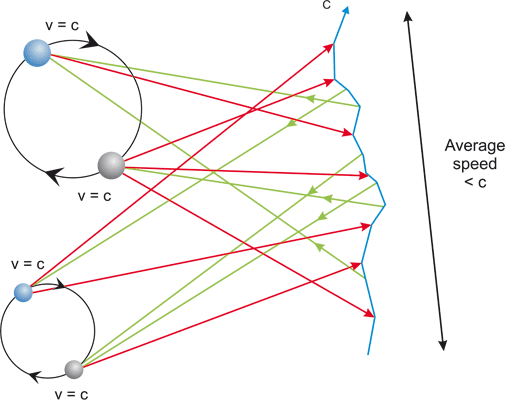 v = c
c
v = c
Average
speed
< c
v = c
v = c